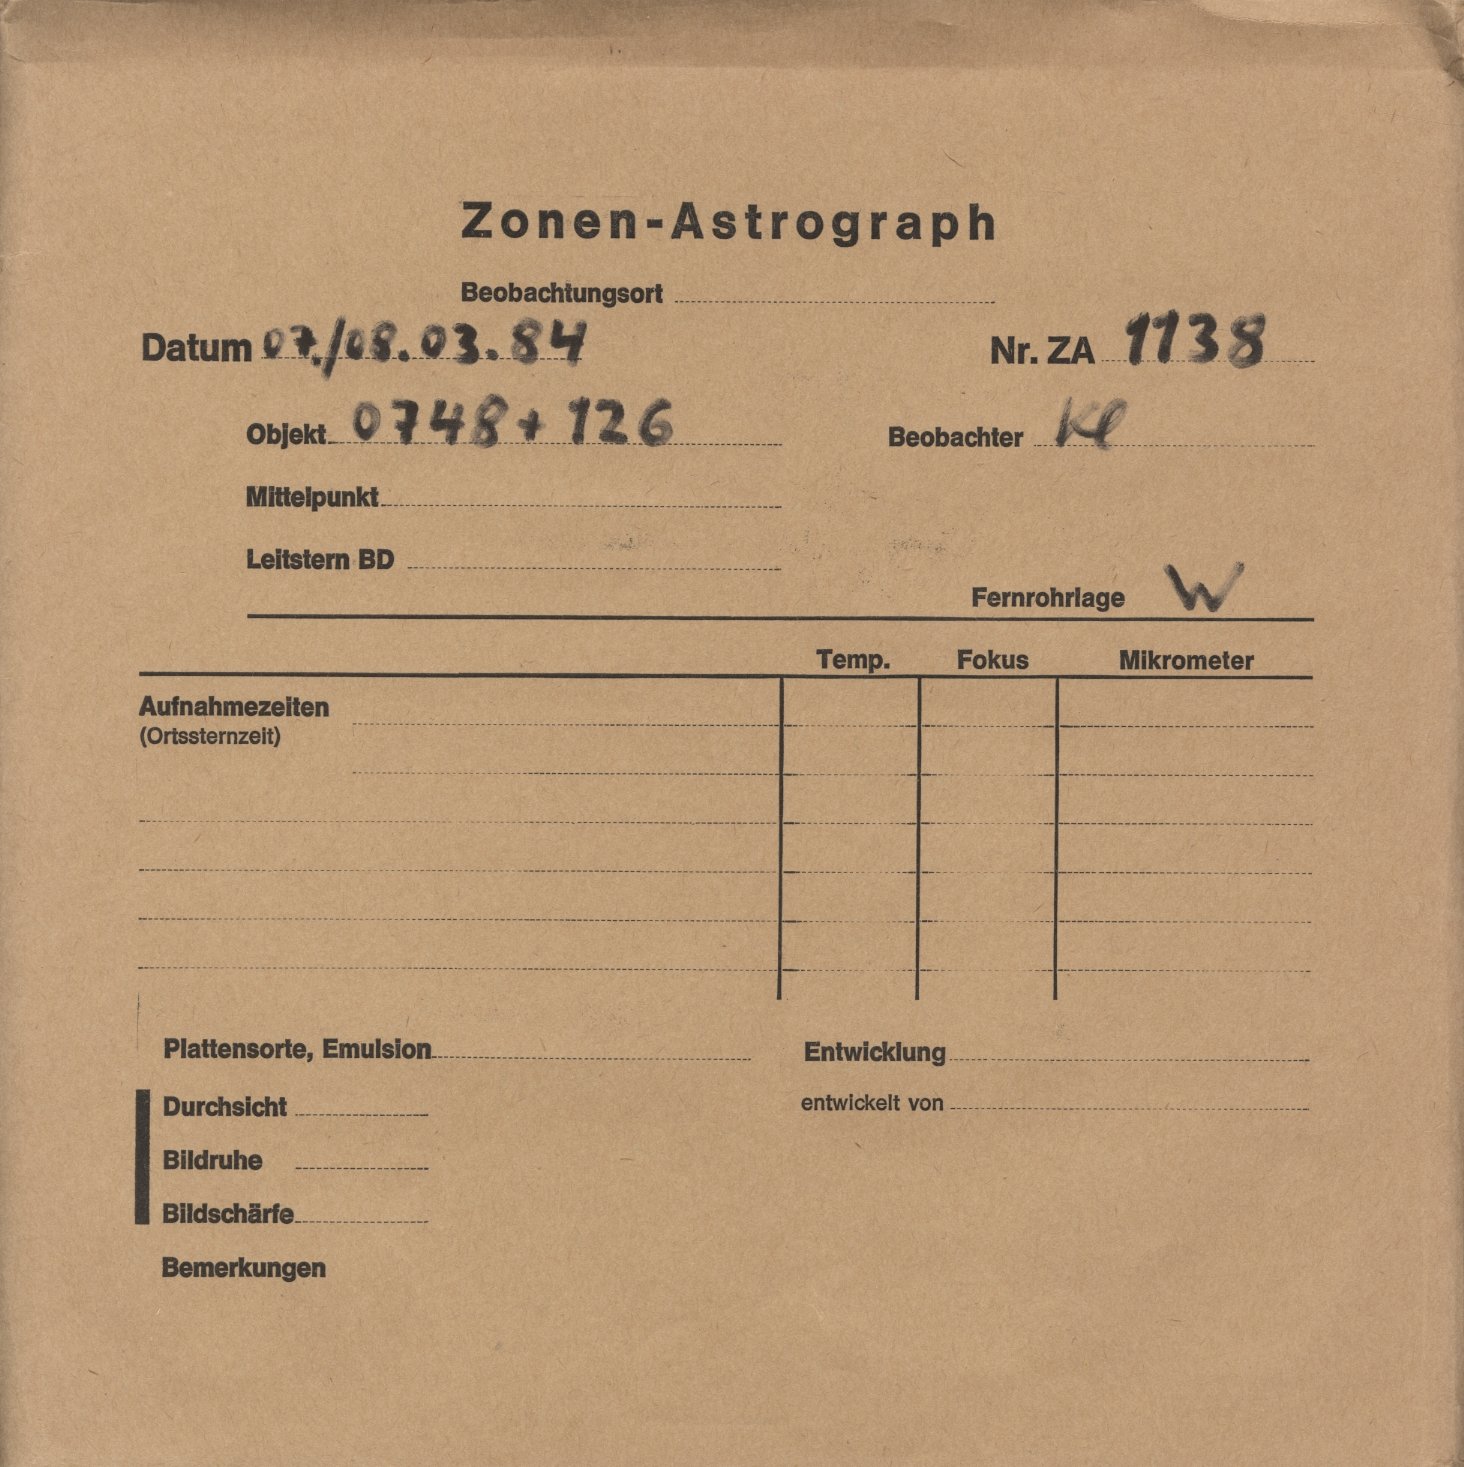 Zonen-Astrograph
Beobachtungsort
Datum 07./08.03.84
Nr. ZA 1138
Objekt 0748+126
Beobachter Kl
Mittelpunkt
Leitstern BD
Fernrohrlage W
Temp. Fokus Mikrometer
Aufnahmezeiten
(Ortssternzeit)
Plattensorte, Emulsion
Entwicklung
Durchsicht
entwickelt von
Bildruhe
Bildschärfe
Bemerkungen